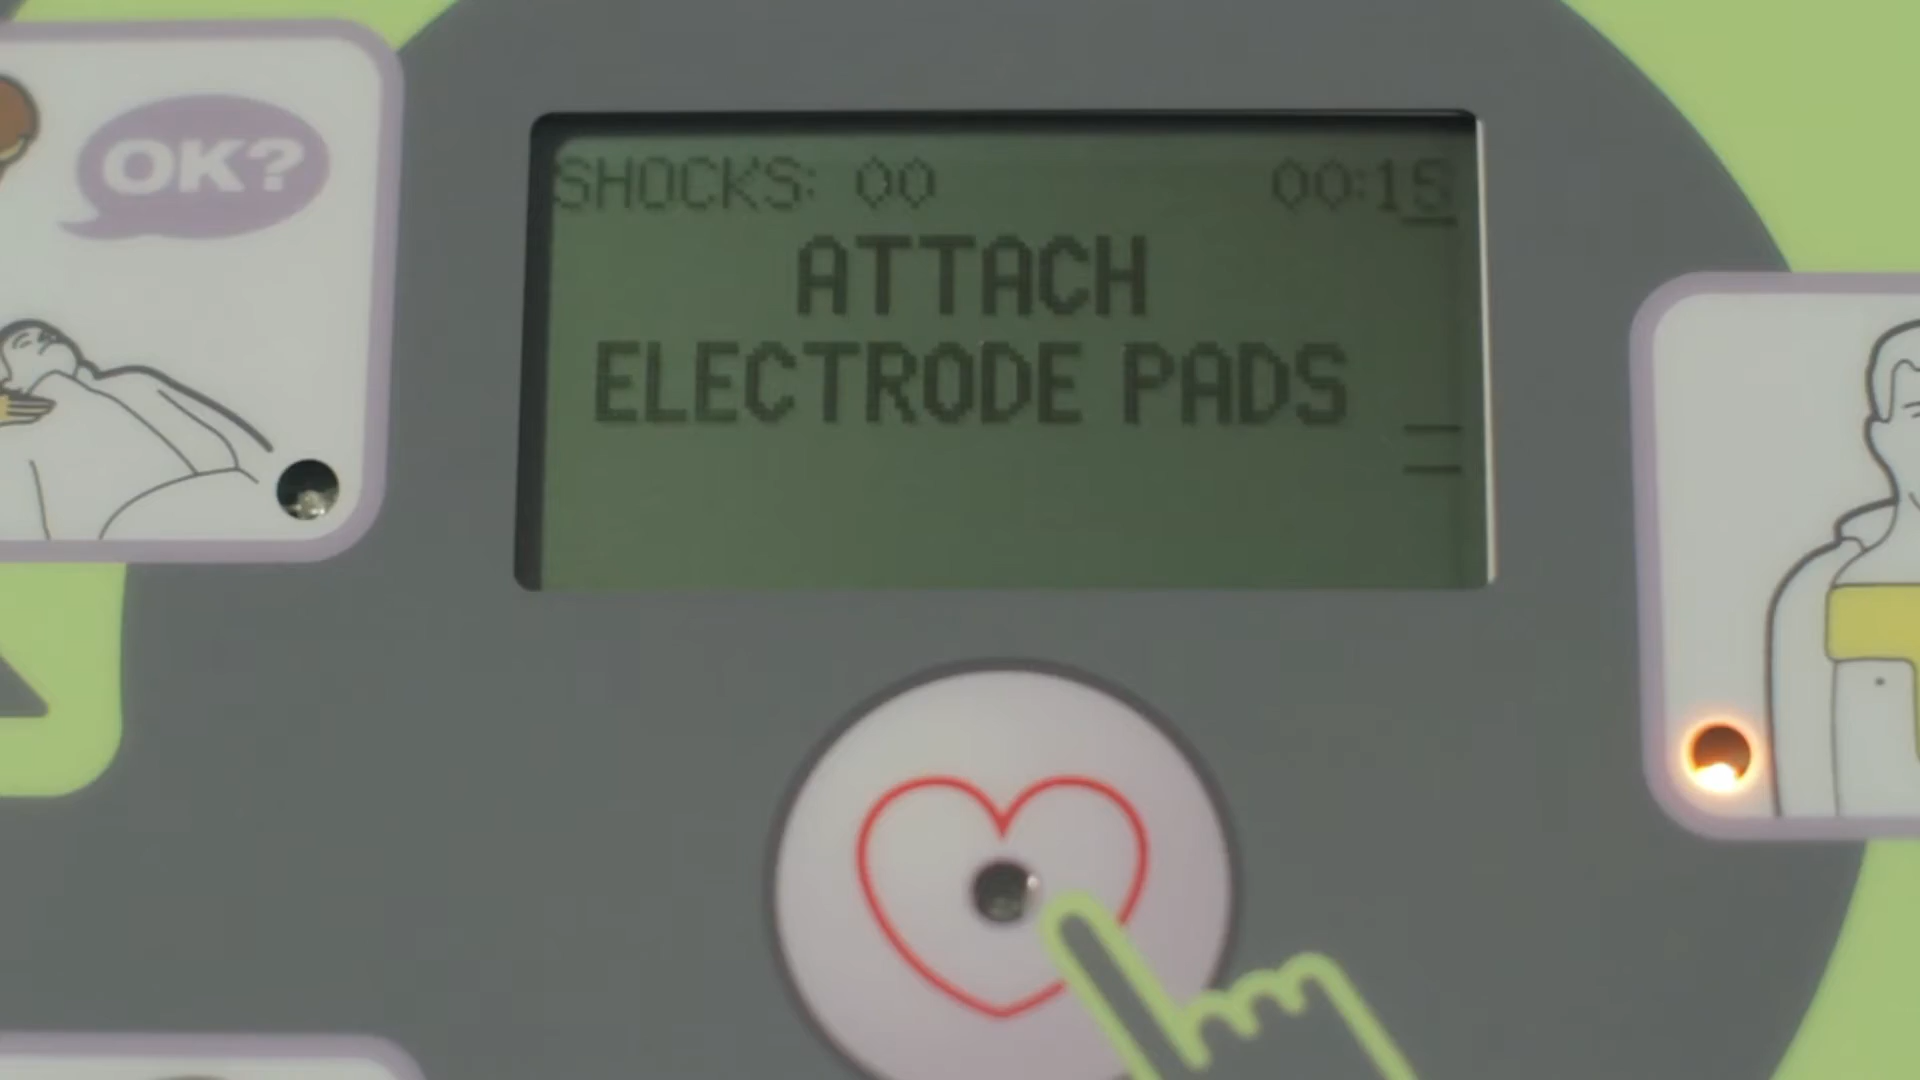 OK?
SHOCKS: 00 00:15
ATTACH
ELECTRODE PADS